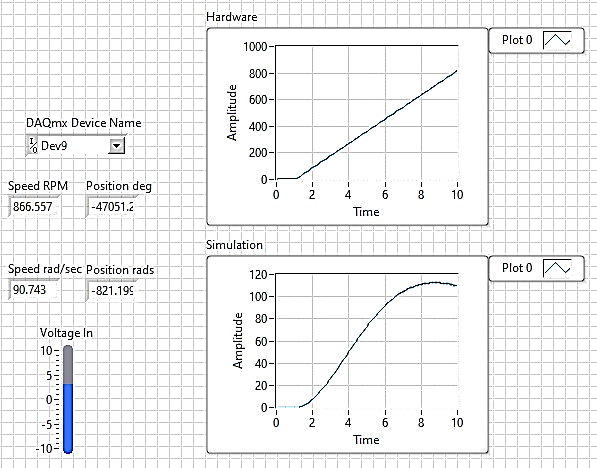 Hardware
Plot 0
1000
800
600
400
200
0
Amplitude
0 2 4 6 8 10
Time
DAQmx Device Name
I/O Dev9
Speed RPM Position deg
866.557 -47051.2
Simulation
Plot 0
120
100
80
60
40
20
0
Amplitude
0 2 4 6 8 10
Time
Speed rad/sec Position rads
90.743 -821.199
Voltage In
10
5
0
-5
-10